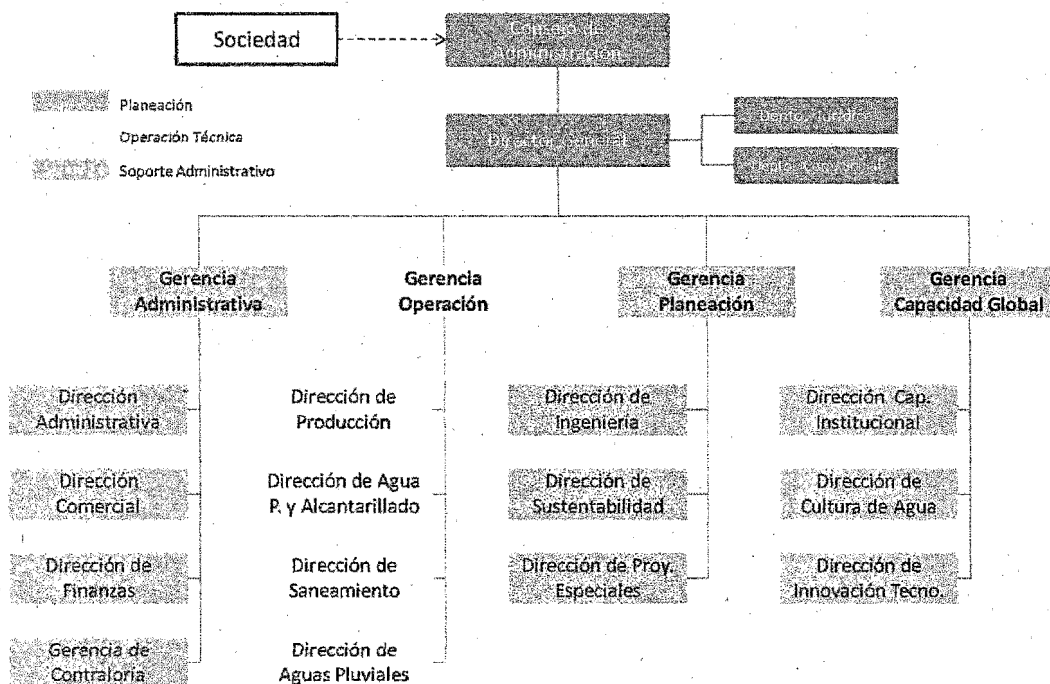 Sociedad
Consejo de
Administración
Planeación
Operación Técnica
Soporte Administrativo
Director General
Depto. Jurídico
Gerencia
Administrativa
Gerencia
Operación
Gerencia
Planeación
Gerencia
Capacidad Global
Dirección
Administrativa
Dirección de
Producción
Dirección de
Ingeniería
Dirección Cap.
Institucional
Dirección
Comercial
Dirección de Agua
P. y Alcantarillado
Dirección de
Sustentabilidad
Dirección de
Cultura de Agua
Dirección de
Finanzas
Dirección de
Saneamiento
Dirección de Proy.
Especiales
Dirección de
Innovación Tecno.
Gerencia de
Contraloria
Dirección de
Aguas Pluviales